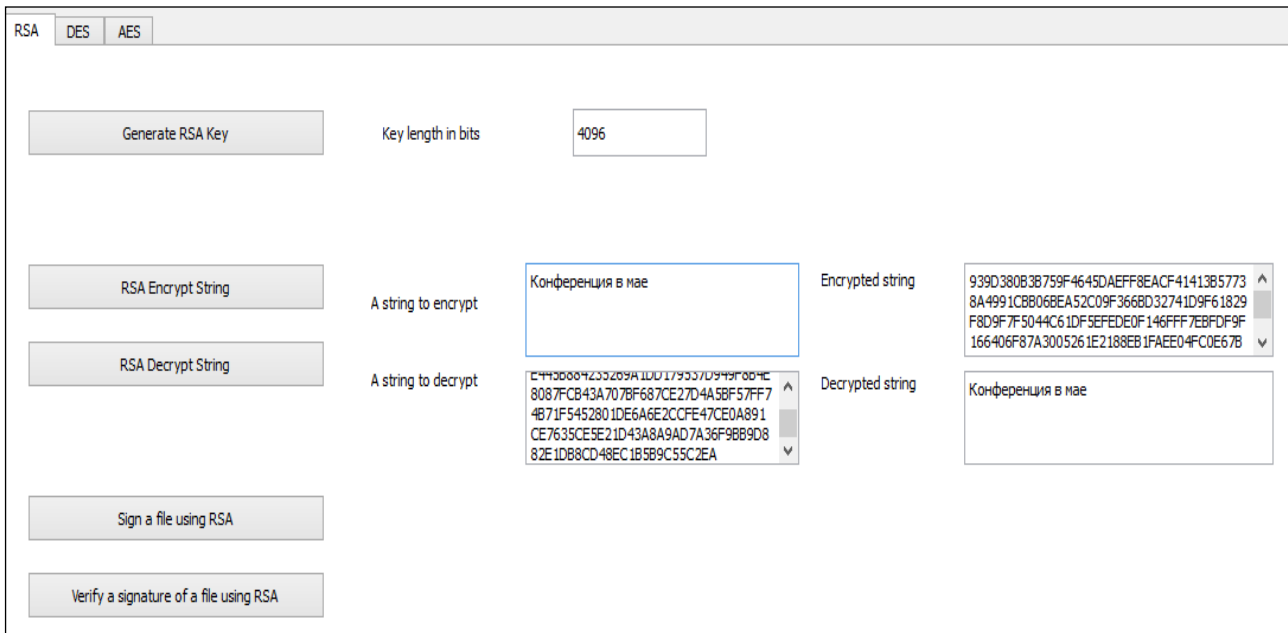 RSA DES AES
Generate RSA Key Key length in bits 4096
RSA Encrypt String
A string to encrypt
Конференция в мае
Encrypted string
939D380B3B759F4645DAEFF8EACF41413B5773
8A4991CBB06BEA52C09F366BD32741D9F61829
F8D9F7F5044C61DF5EFEDE0F146FFF7EBFDF9F
166406F87A3005261E2188EB1FAEE04FC0E67B
RSA Decrypt String
A string to decrypt
8087FCB43A707BF687CE27D4A5BF57FF7
4B71F5452801DE6A6E2CCFE47CE0A891
CE7635CE5E21D43A8A9AD7A36F9BB9D8
82E1DB8CD48EC1B5B9C55C2EA
Decrypted string
Конференция в мае
Sign a file using RSA
Verify a signature of a file using RSA